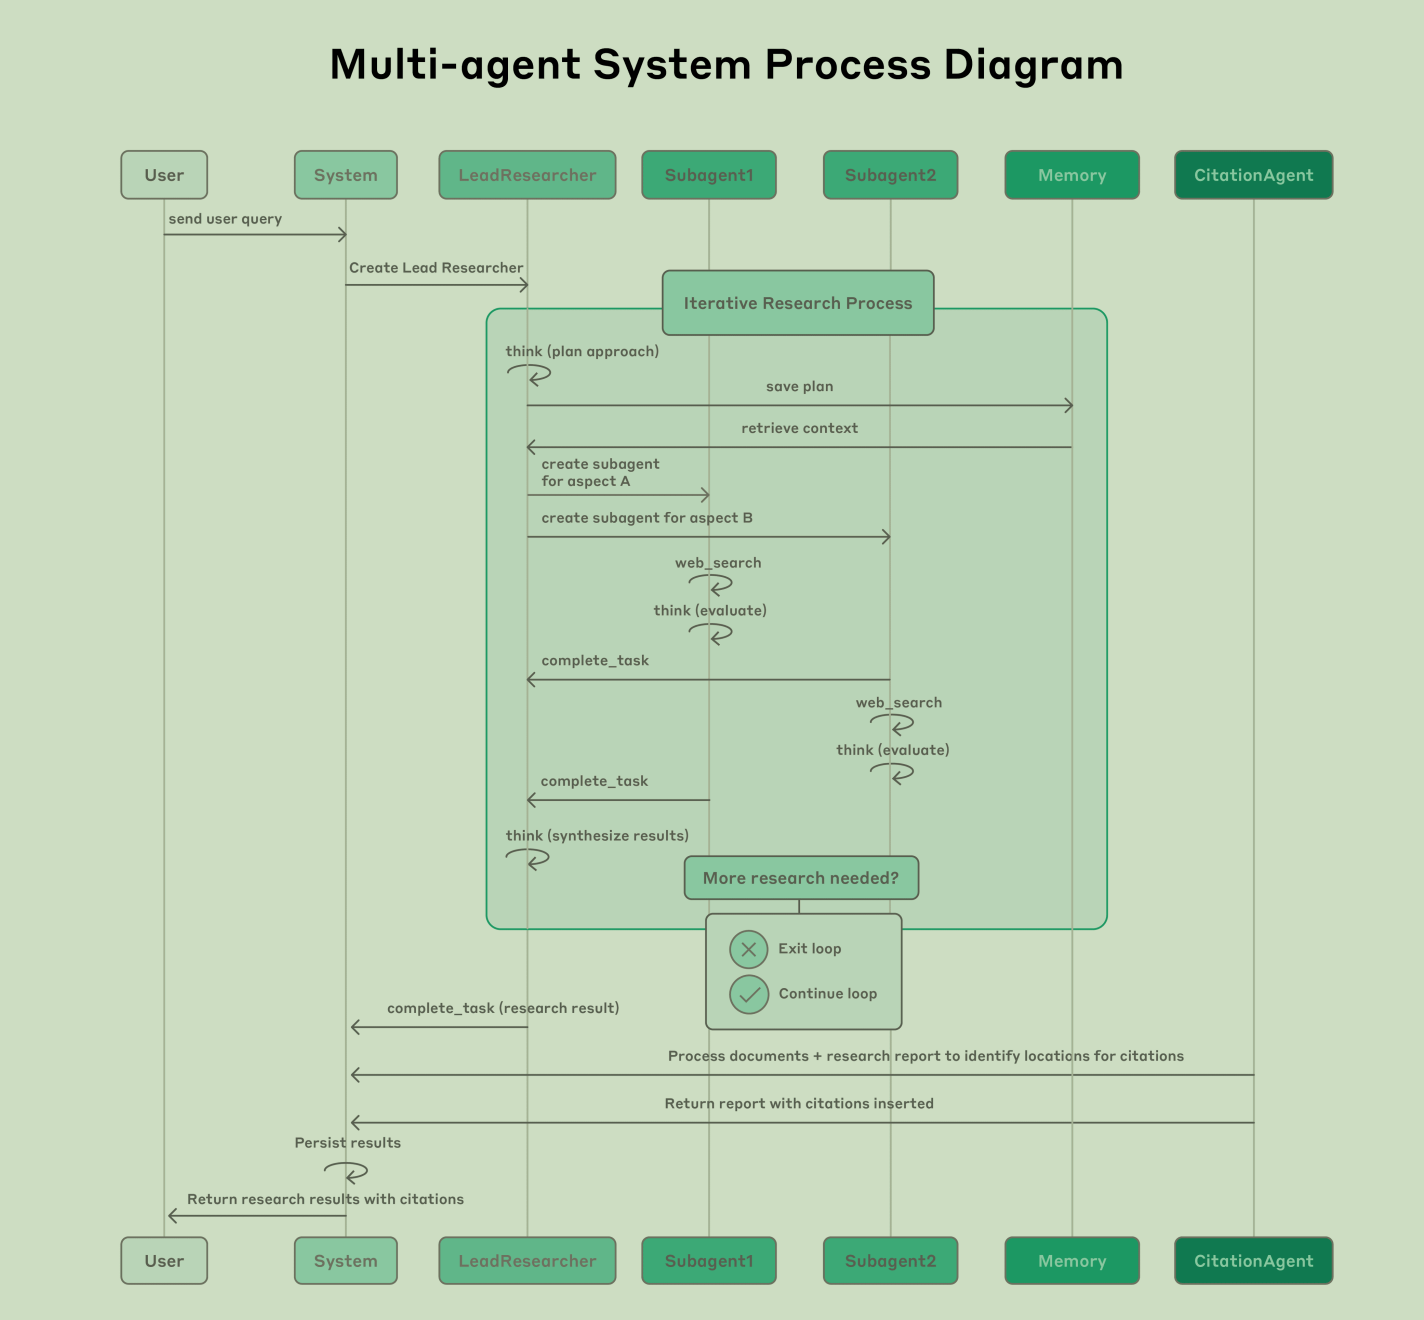 Multi-agent System Process Diagram
User
System
LeadResearcher
Subagent1
Subagent2
Memory
CitationAgent
send user query
Create Lead Researcher
Iterative Research Process
think (plan approach)
save plan
retrieve context
create subagent
for aspect A
create subagent for aspect B
web_search
think (evaluate)
complete_task
web_search
think (evaluate)
complete_task
think (synthesize results)
More research needed?
Exit loop
Continue loop
complete_task (research result)
Process documents + research report to identify locations for citations
Return report with citations inserted
Persist results
Return research results with citations
User
System
LeadResearcher
Subagent1
Subagent2
Memory
CitationAgent